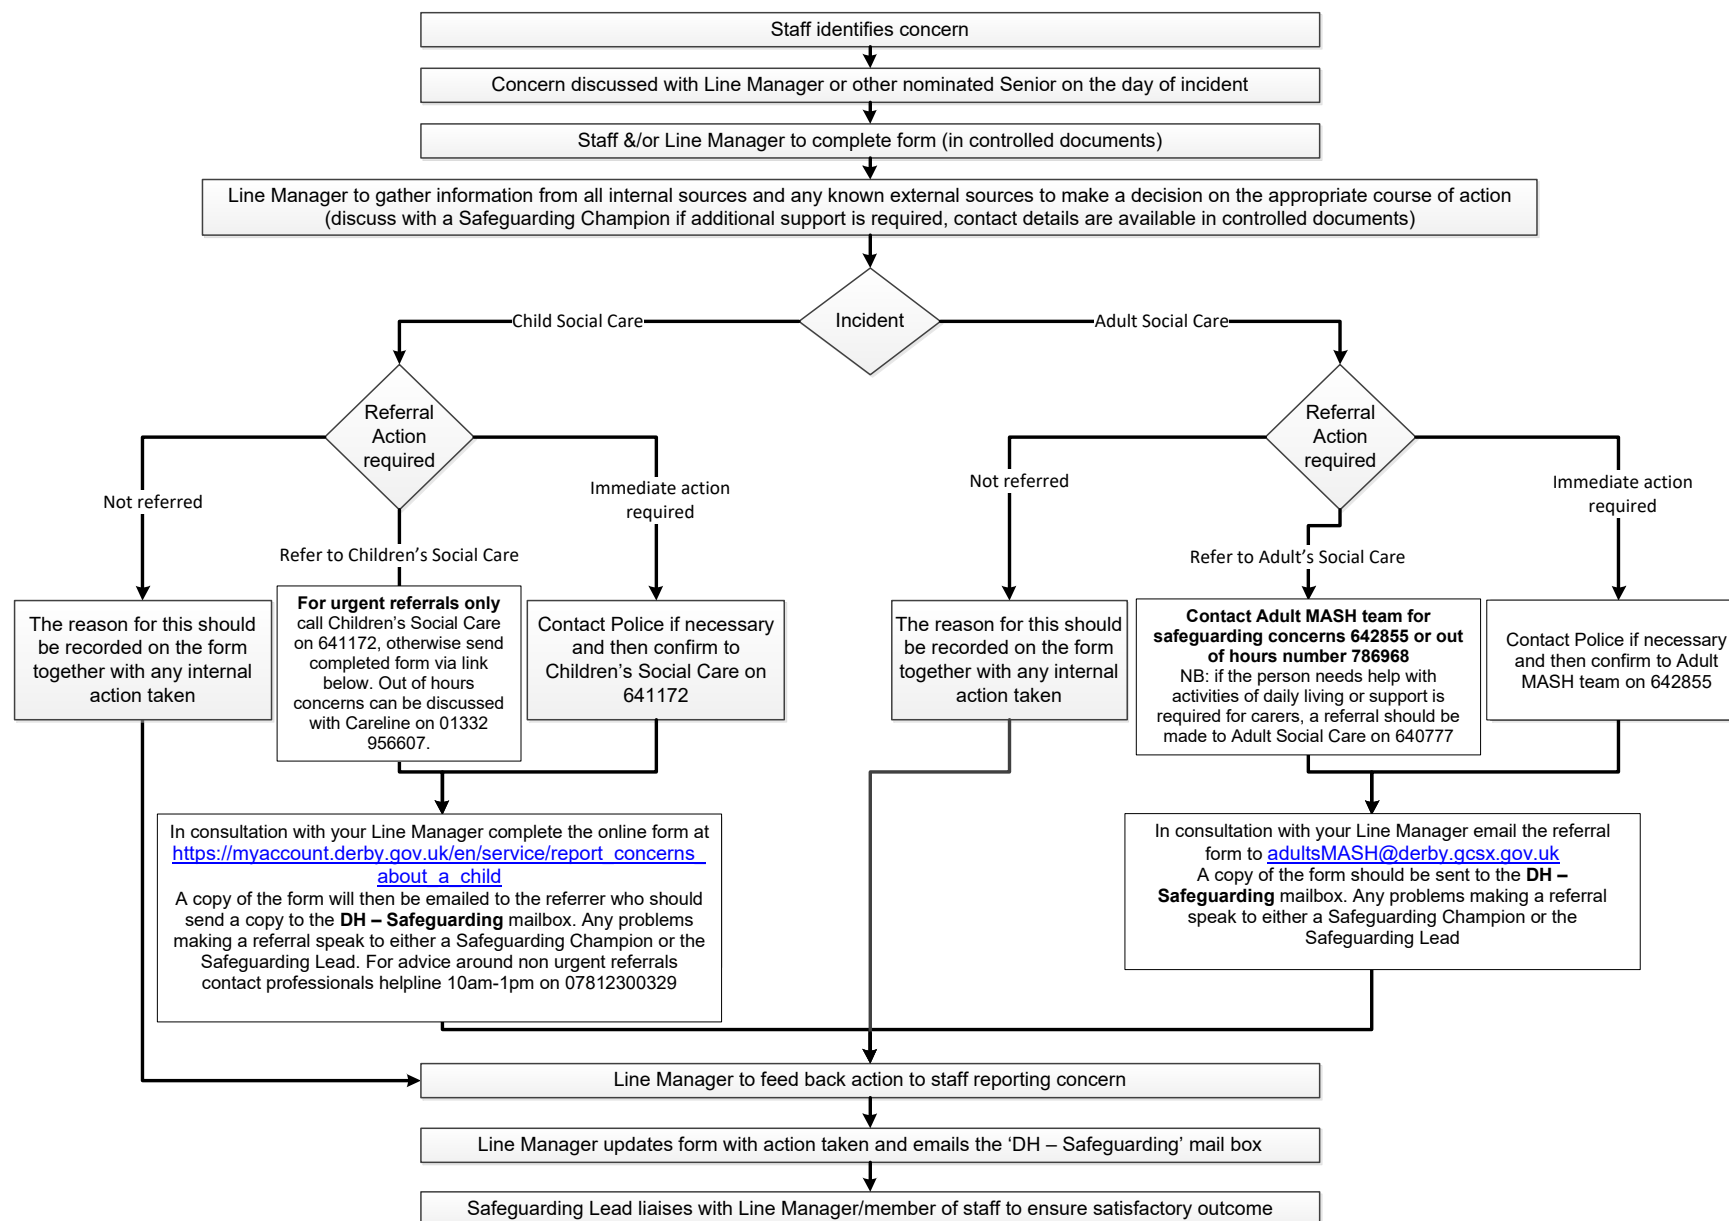 Staff identifies concern
Concern discussed with Line Manager or other nominated Senior on the day of incident
Staff &/or Line Manager to complete form (in controlled documents)
Line Manager to gather information from all internal sources and any known external sources to make a decision on the appropriate course of action
(discuss with a Safeguarding Champion if additional support is required, contact details are available in controlled documents)
Incident
Child Social Care
Adult Social Care
Referral
Action
required
Not referred
Immediate action
required
Refer to Children's Social Care
The reason for this should
be recorded on the form
together with any internal
action taken
For urgent referrals only
call Children's Social Care
on 641172, otherwise send
completed form via link
below. Out of hours
concerns can be discussed
with Careline on 01332
956607.
Contact Police if necessary
and then confirm to
Children's Social Care on
641172
In consultation with your Line Manager complete the online form at
https://myaccount.derby.gov.uk/en/service/report_concerns_
about_a_child
A copy of the form will then be emailed to the referrer who should
send a copy to the DH – Safeguarding mailbox. Any problems
making a referral speak to either a Safeguarding Champion or the
Safeguarding Lead. For advice around non urgent referrals
contact professionals helpline 10am-1pm on 07812300329
Referral
Action
required
Not referred
Immediate action
required
Refer to Adult's Social Care
The reason for this should
be recorded on the form
together with any internal
action taken
Contact Adult MASH team for
safeguarding concerns 642855 or out
of hours number 786968
NB: if the person needs help with
activities of daily living or support is
required for carers, a referral should be
made to Adult Social Care on 640777
Contact Police if necessary
and then confirm to Adult
MASH team on 642855
In consultation with your Line Manager email the referral
form to adultsMASH@derby.gcsx.gov.uk
A copy of the form should be sent to the DH –
Safeguarding mailbox. Any problems making a referral
speak to either a Safeguarding Champion or the
Safeguarding Lead
Line Manager to feed back action to staff reporting concern
Line Manager updates form with action taken and emails the 'DH – Safeguarding' mail box
Safeguarding Lead liaises with Line Manager/member of staff to ensure satisfactory outcome